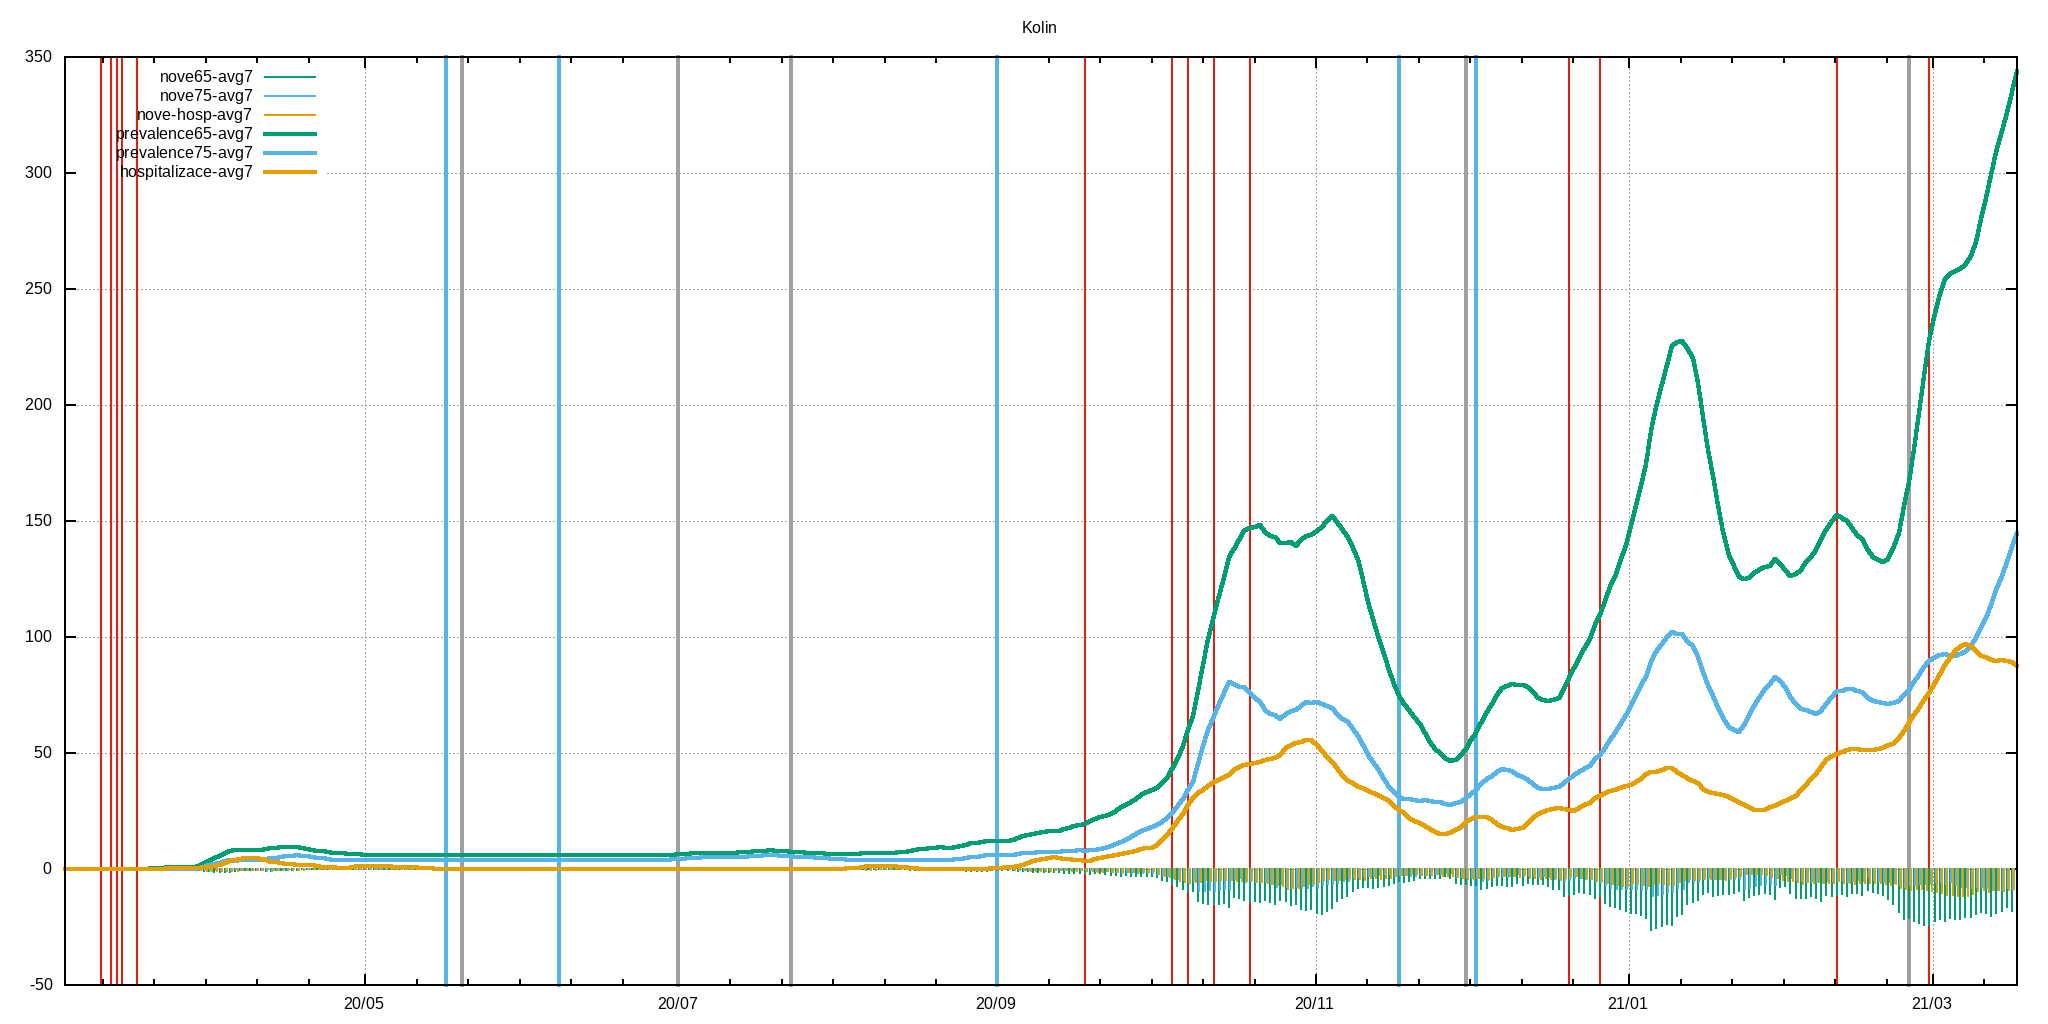 Kolin
350
300
250
200
150
100
50
0
-50
nove65-avg7
nove75-avg7
nove-hosp-avg7
prevalence65-avg7
prevalence75-avg7
hospitalizace-avg7
20/05 20/07 20/09 20/11 21/01 21/03